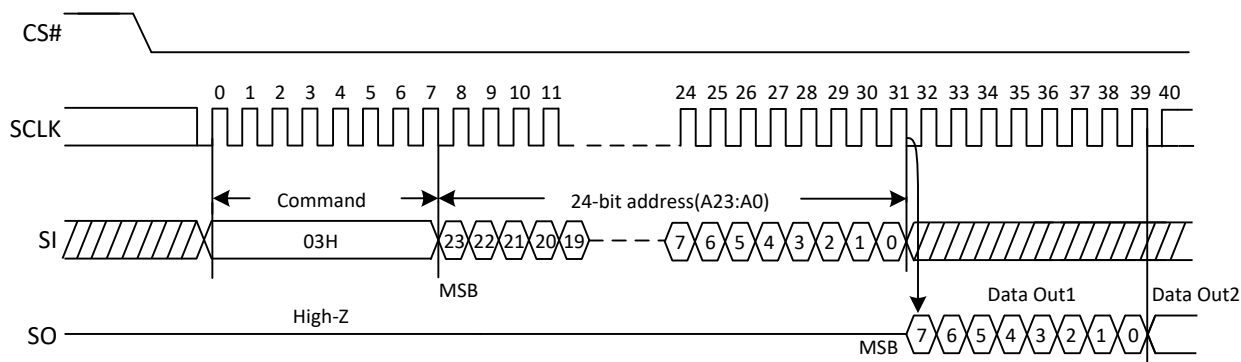 CS#
0 1 2 3 4 5 6 7 8 9 10 11 24 25 26 27 28 29 30 31 32 33 34 35 36 37 38 39 40
SCLK
Command 24-bit address(A23:A0)
SI 03H 23 22 21 20 19 7 6 5 4 3 2 1 0
MSB Data Out1 Data Out2
High-Z
SO MSB 7 6 5 4 3 2 1 0